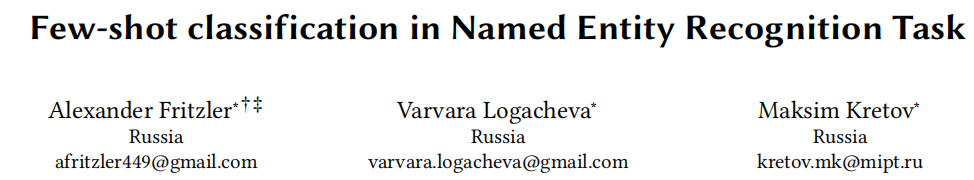 Few-shot classification in Named Entity Recognition Task
Alexander Fritzler*†‡ Varvara Logacheva* Maksim Kretov*
Russia Russia Russia
afritzler449@gmail.com varvara.logacheva@gmail.com kretov.mk@mipt.ru